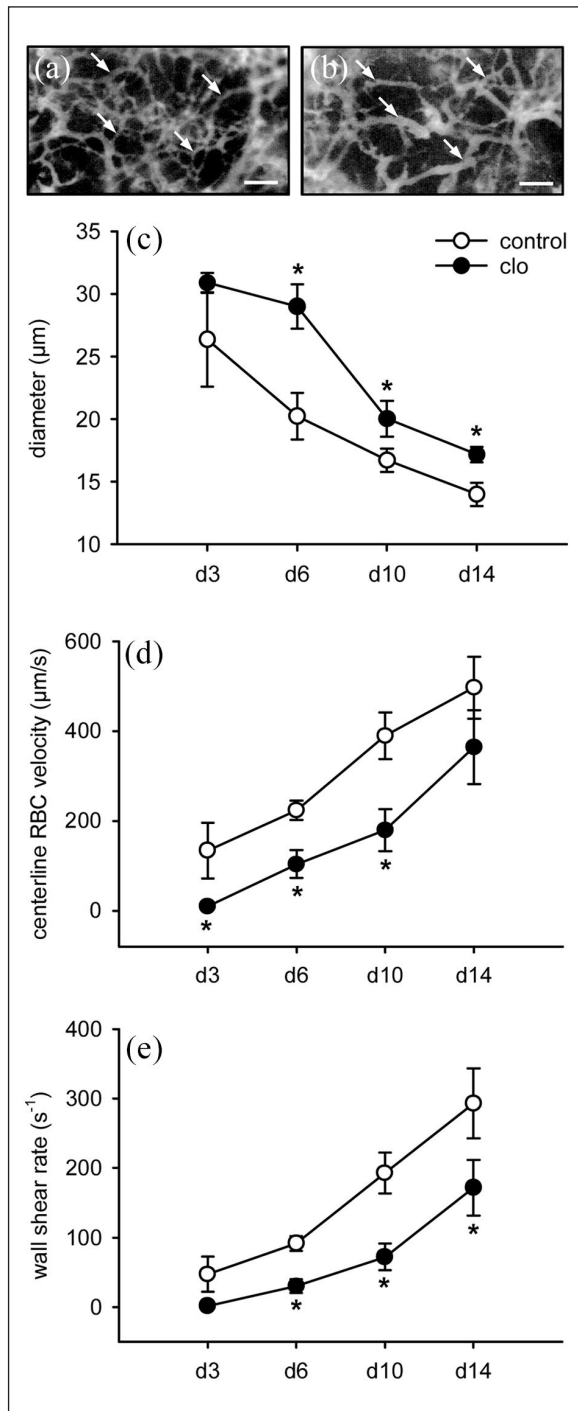 (a)
(b)
(c)
control
clo
35
30
25
20
15
10
diameter (µm)
*
*
*
d3 d6 d10 d14
(d)
600
400
200
0
centerline RBC velocity (µm/s)
*
*
*
d3 d6 d10 d14
(e)
400
300
200
100
0
wall shear rate (s⁻¹)
*
*
*
d3 d6 d10 d14